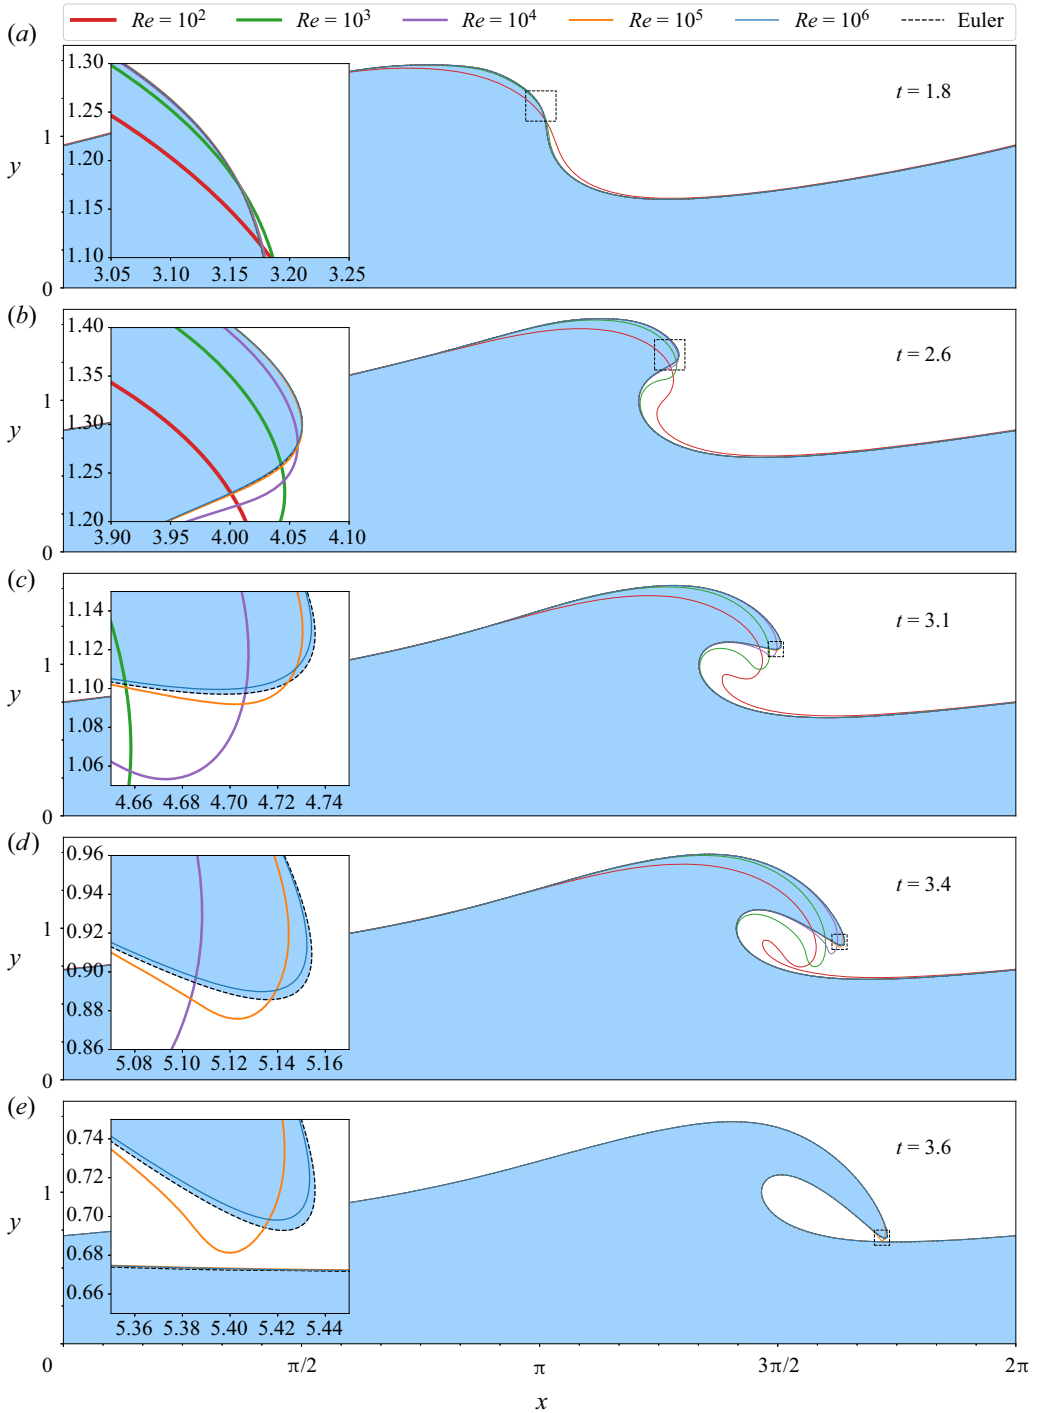 Re = 10² Re = 10³ Re = 10⁴ Re = 10⁵ Re = 10⁶ Euler
(a)
1.30
1.25
1.20
1.15
1.10
3.05 3.10 3.15 3.20 3.25
t = 1.8
1
y
0
(b)
1.40
1.35
1.30
1.25
1.20
3.90 3.95 4.00 4.05 4.10
t = 2.6
1
y
0
(c)
1.14
1.12
1.10
1.08
1.06
4.66 4.68 4.70 4.72 4.74
t = 3.1
1
y
0
(d)
0.96
0.94
0.92
0.90
0.88
0.86
5.08 5.10 5.12 5.14 5.16
t = 3.4
1
y
0
(e)
0.74
0.72
0.70
0.68
0.66
5.36 5.38 5.40 5.42 5.44
t = 3.6
1
y
0 π/2 π 3π/2 2π
x